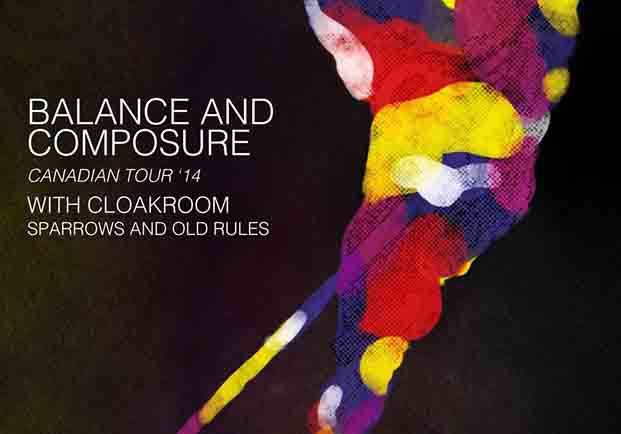 BALANCE AND
COMPOSURE
CANADIAN TOUR '14
WITH CLOAKROOM
SPARROWS AND OLD RULES